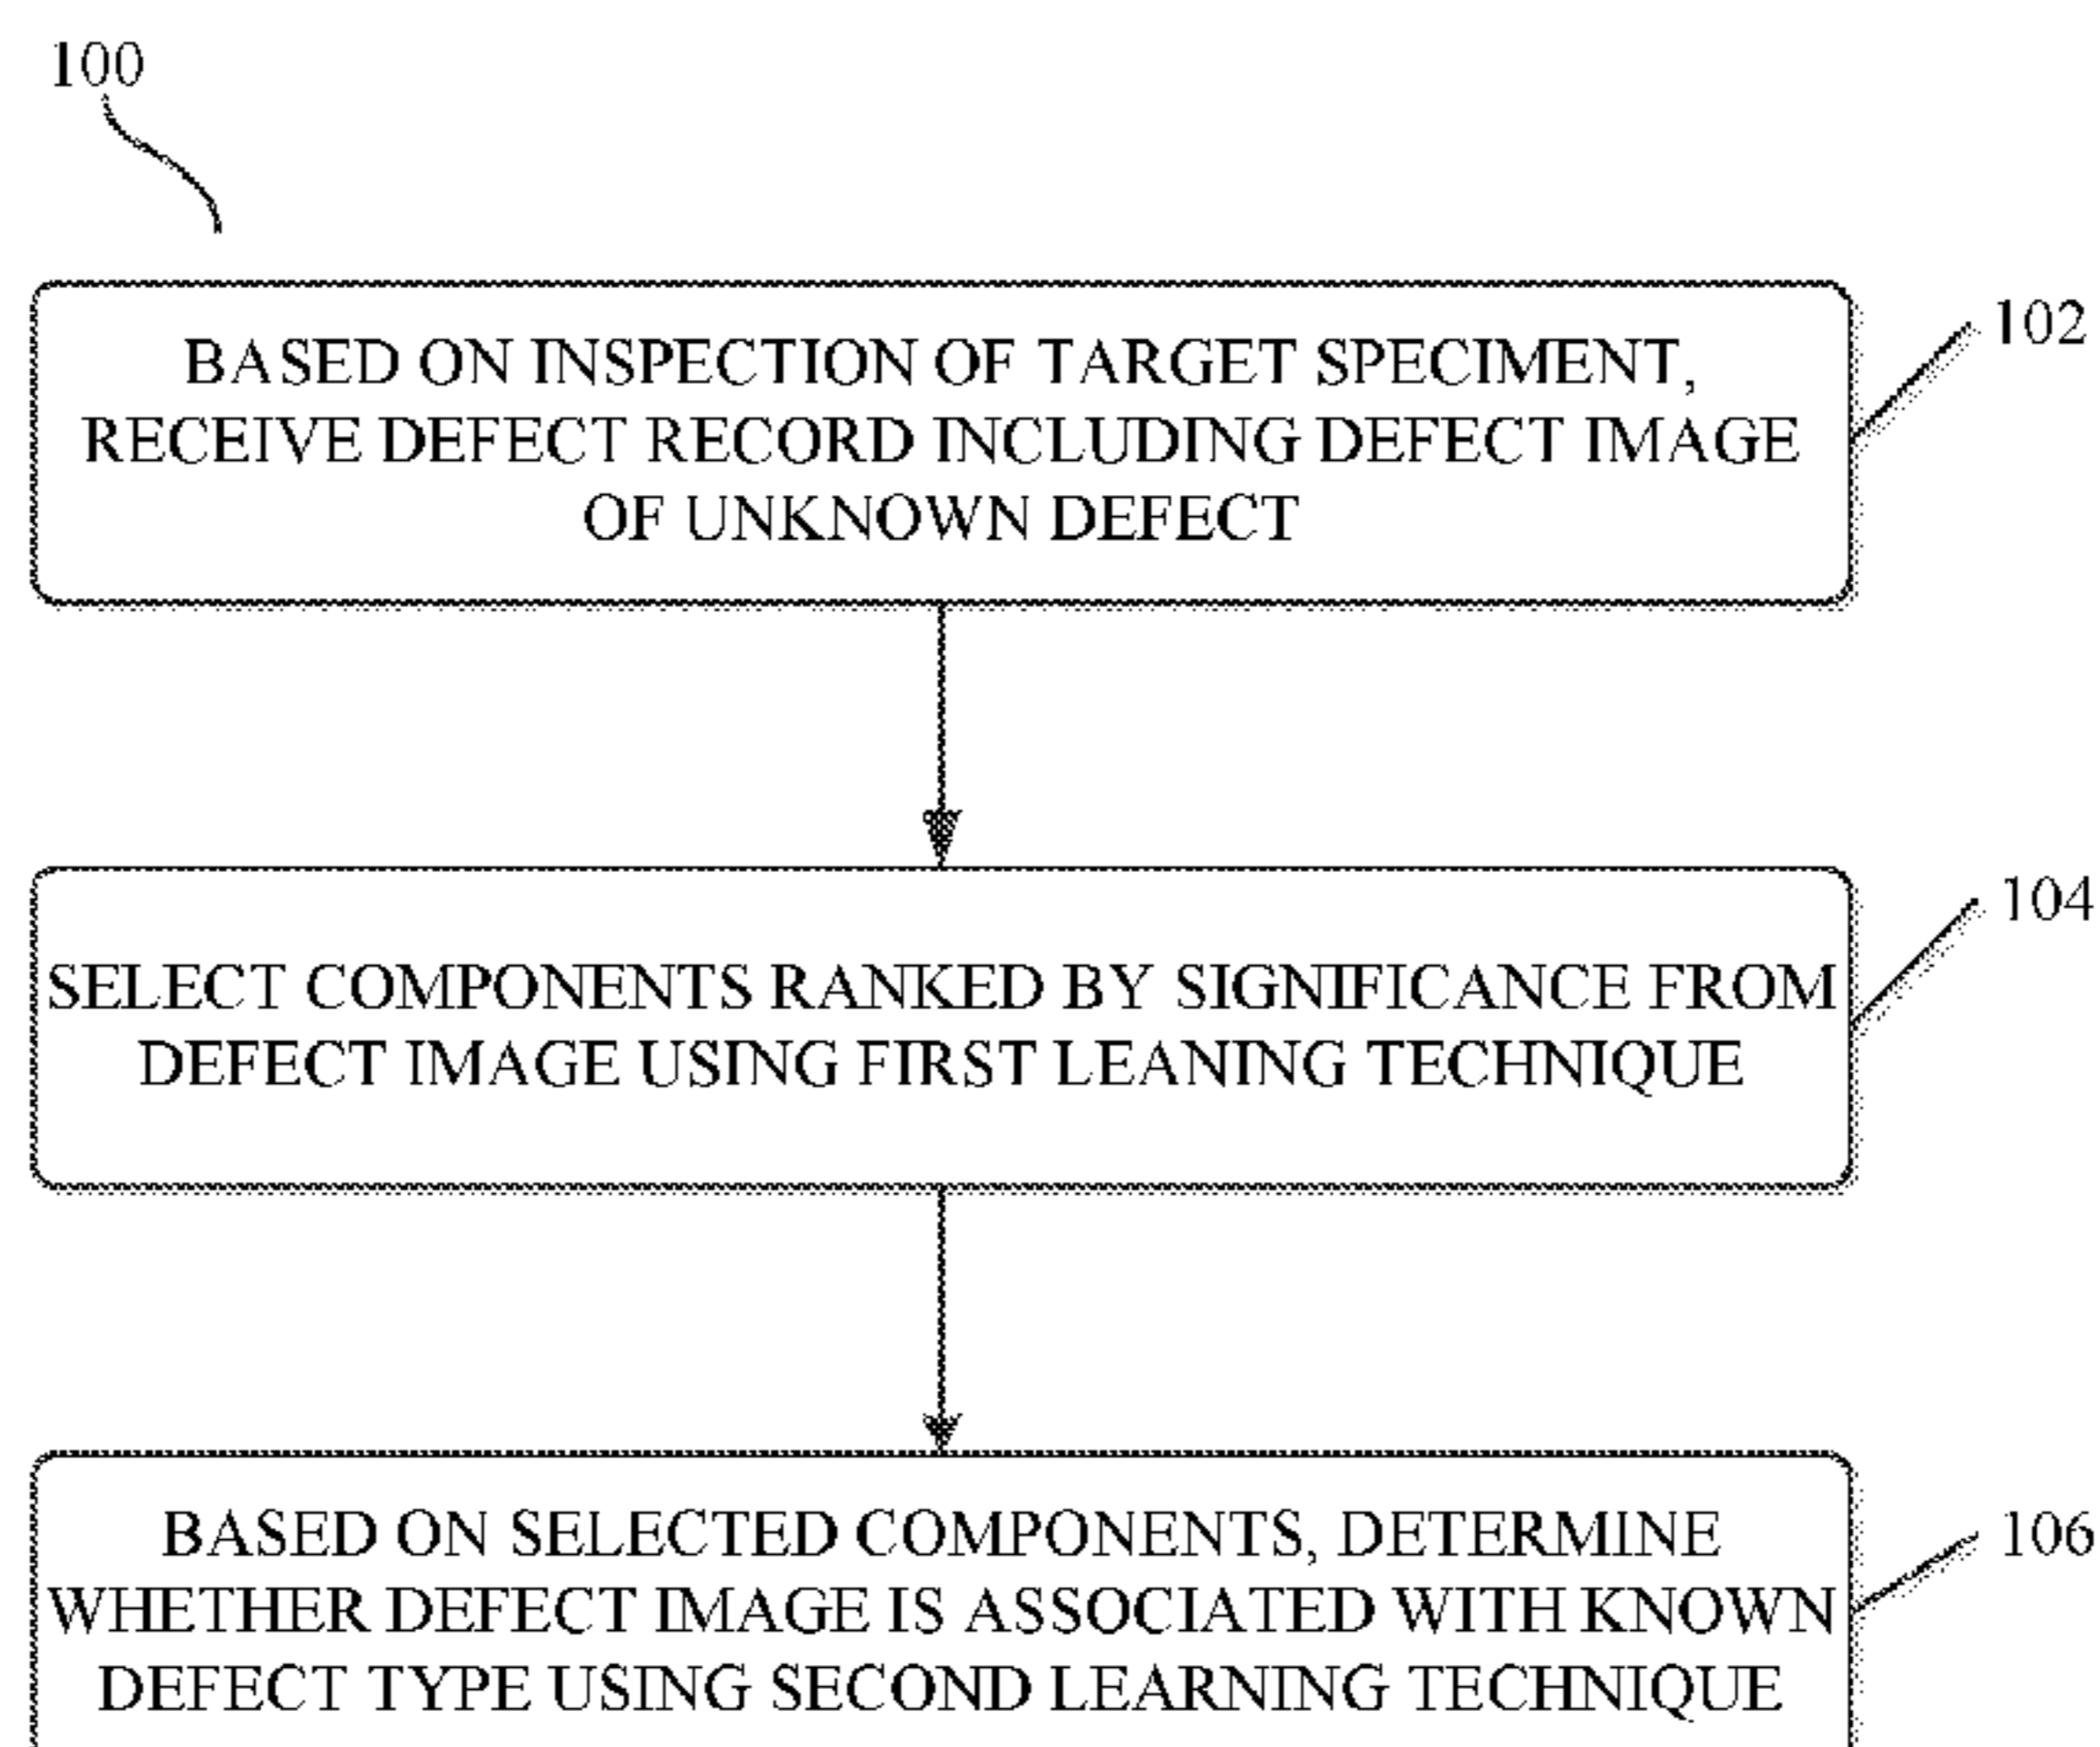 100
BASED ON INSPECTION OF TARGET SPECIMENT,
102
RECEIVE DEFECT RECORD INCLUDING DEFECT IMAGE
OF UNKNOWN DEFECT
104
SELECT COMPONENTS RANKED BY SIGNIFICANCE FROM
DEFECT IMAGE USING FIRST LEANING TECHNIQUE
BASED ON SELECTED COMPONENTS, DETERMINE
106
WHETHER DEFECT IMAGE IS ASSOCIATED WITH KNOWN
DEFECT TYPE USING SECOND LEARNING TECHNIQUE